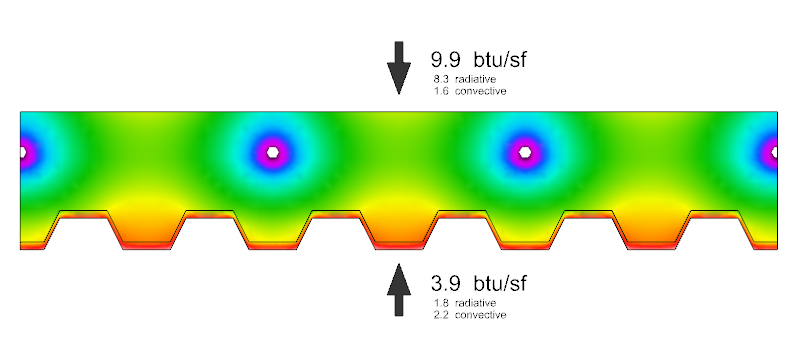 9.9 btu/sf
8.3 radiative
1.6 convective
3.9 btu/sf
1.8 radiative
2.2 convective